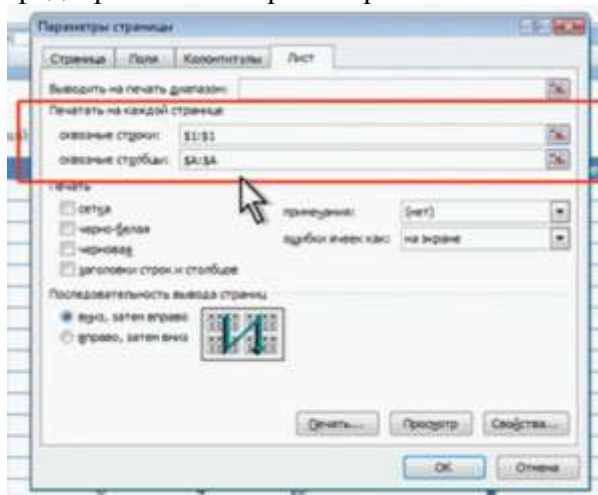 Параметры страницы
Страница Поля Колонтитулы Лист
Выводить на печать диапазон:
Печатать на каждой странице
сквозные строки: $1:$1
сквозные столбцы: $A:$A
Печать
сетка
примечания: (нет)
черно-белая
ошибки ячеек как: на экране
черновая
заголовки строк и столбцов
Последовательность вывода страниц
вниз, затем вправо
вправо, затем вниз
Печать... Просмотр Свойства...
ОК Отмена